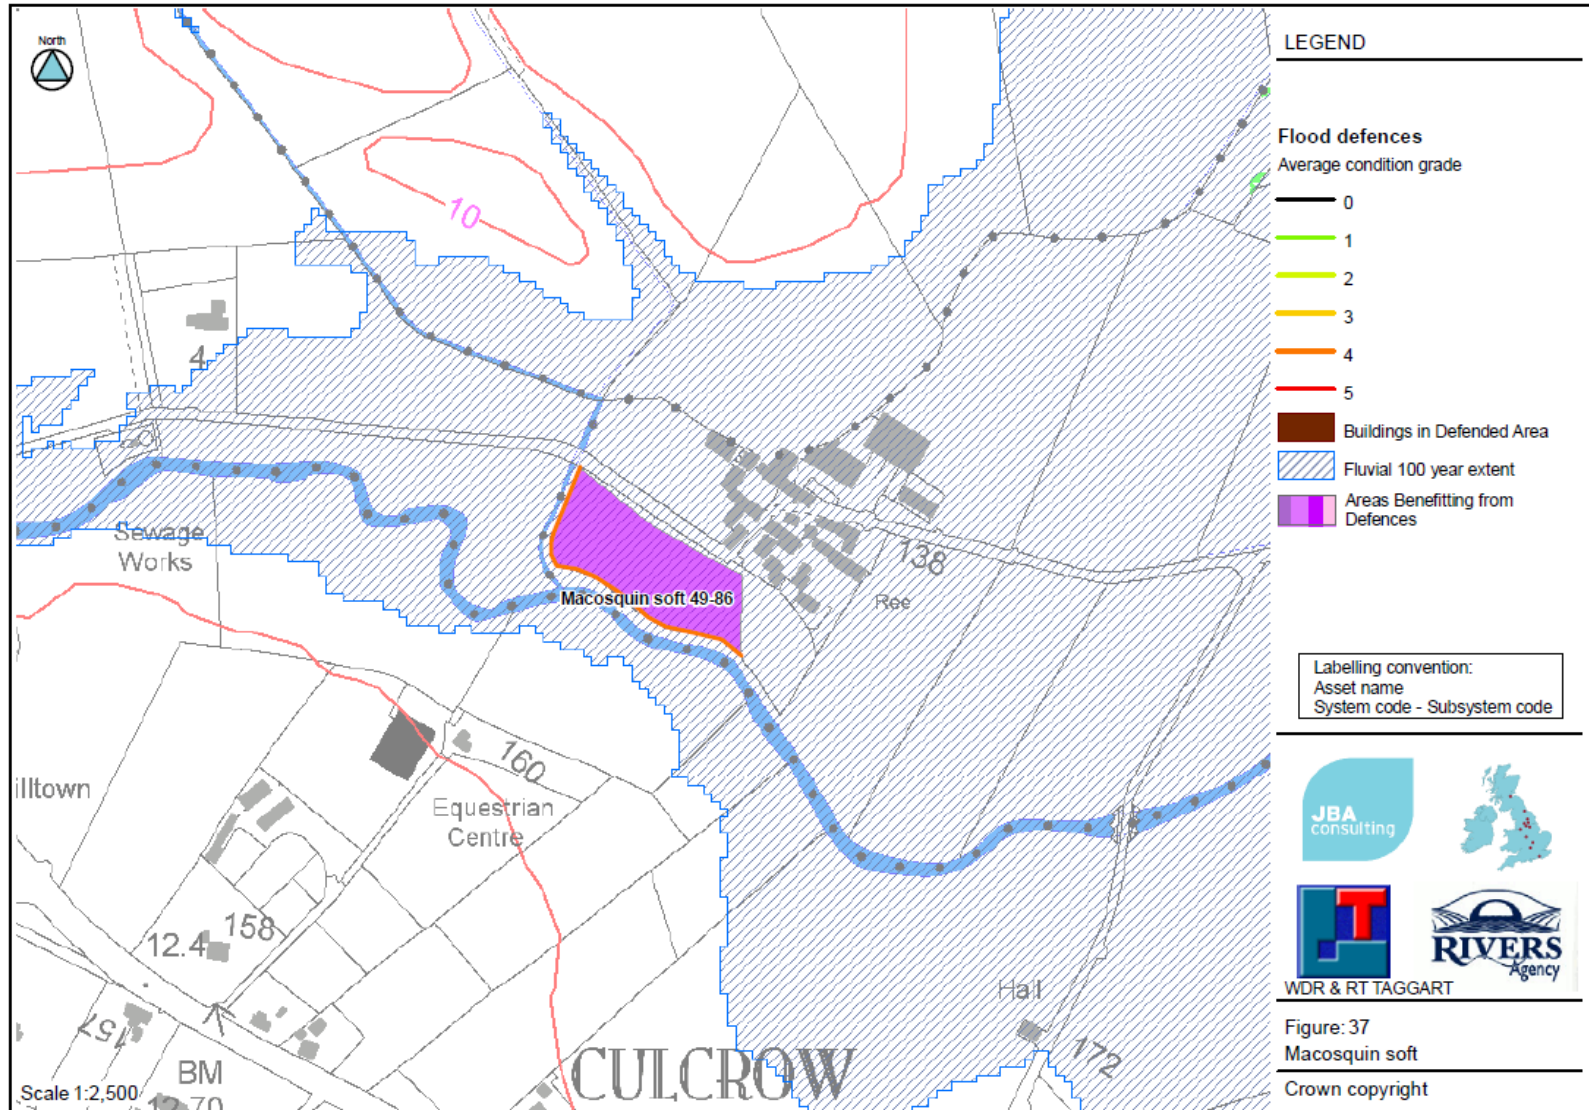 North
10
4
Sewage
Works
Macosquin soft 49-86
138
Ree
160
Equestrian
Centre
illtown
158
12.4
157
BM
12.70
CULCROW
Hall
172
Scale 1:2,500
LEGEND
Flood defences
Average condition grade
0
1
2
3
4
5
Buildings in Defended Area
Fluvial 100 year extent
Areas Benefitting from
Defences
Labelling convention:
Asset name
System code - Subsystem code
JBA
consulting
RIVERS
Agency
WDR & RT TAGGART
Figure: 37
Macosquin soft
Crown copyright